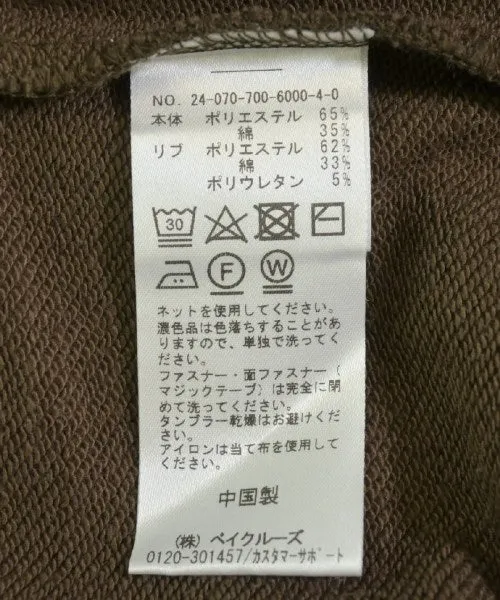 NO. 24-070-700-6000-4-0
本体 ポリエステル 65%
綿 35%
リブ ポリエステル 62%
綿 33%
ポリウレタン 5%
30
F W
ネットを使用してください。
濃色品は色落ちすることがあ
りますので、単独で洗ってく
ださい。
ファスナー・面ファスナー(
マジックテープ)は完全に閉
めて洗ってください。
タンブラー乾燥はお避けくだ
さい。
アイロンは当て布を使用して
ください。
中国製
(株) ベイクルーズ
0120-301457/カスタマーサポート